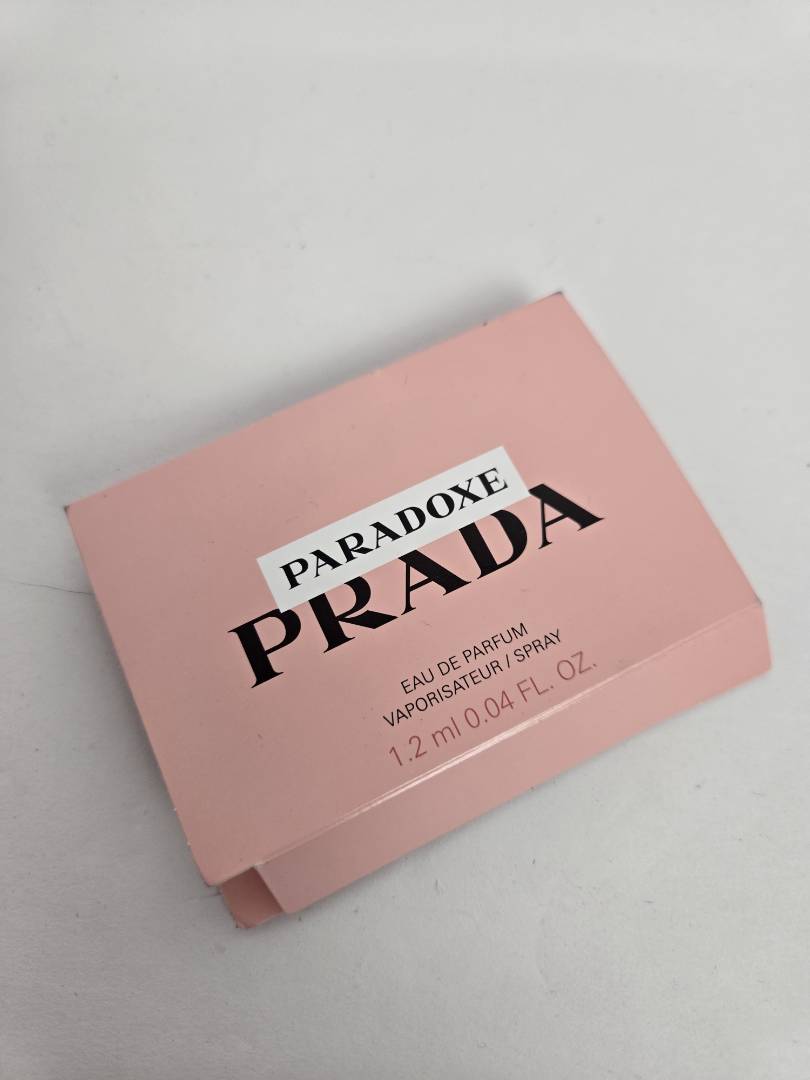 PARADOXE
PRADA
EAU DE PARFUM
VAPORISATEUR / SPRAY
1.2 ml 0.04 FL. OZ.